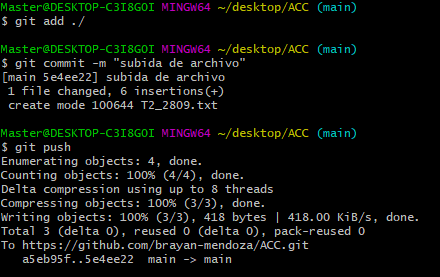 Master@DESKTOP-C3I8GOI MINGW64 ~/desktop/ACC (main)
$ git add ./
Master@DESKTOP-C3I8GOI MINGW64 ~/desktop/ACC (main)
$ git commit -m "subida de archivo"
[main 5e4ee22] subida de archivo
 1 file changed, 6 insertions(+)
 create mode 100644 T2_2809.txt
Master@DESKTOP-C3I8GOI MINGW64 ~/desktop/ACC (main)
$ git push
Enumerating objects: 4, done.
Counting objects: 100% (4/4), done.
Delta compression using up to 8 threads
Compressing objects: 100% (3/3), done.
Writing objects: 100% (3/3), 418 bytes | 418.00 KiB/s, done.
Total 3 (delta 0), reused 0 (delta 0), pack-reused 0
To https://github.com/brayan-mendoza/ACC.git
   a5eb95f..5e4ee22  main -> main